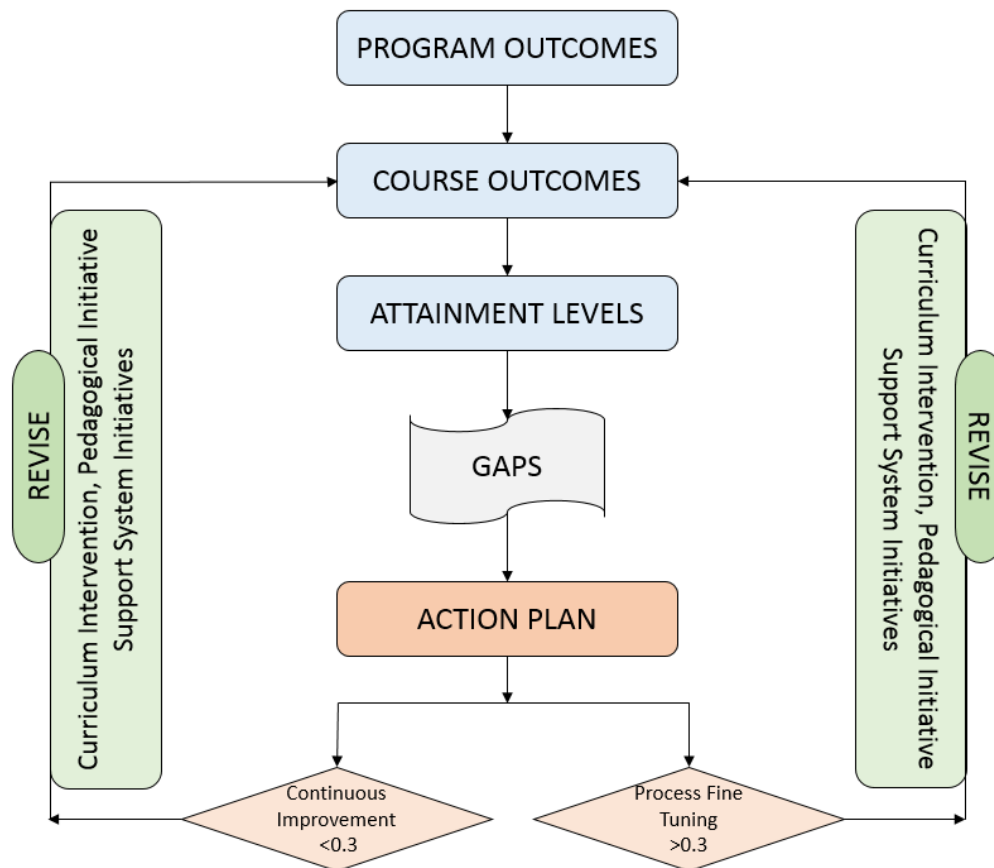 PROGRAM OUTCOMES
COURSE OUTCOMES
ATTAINMENT LEVELS
GAPS
ACTION PLAN
Continuous
Improvement
<0.3
Process Fine
Tuning
>0.3
REVISE
Curriculum Intervention, Pedagogical Initiative
Support System Initiatives
Curriculum Intervention, Pedagogical Initiative
Support System Initiatives
REVISE